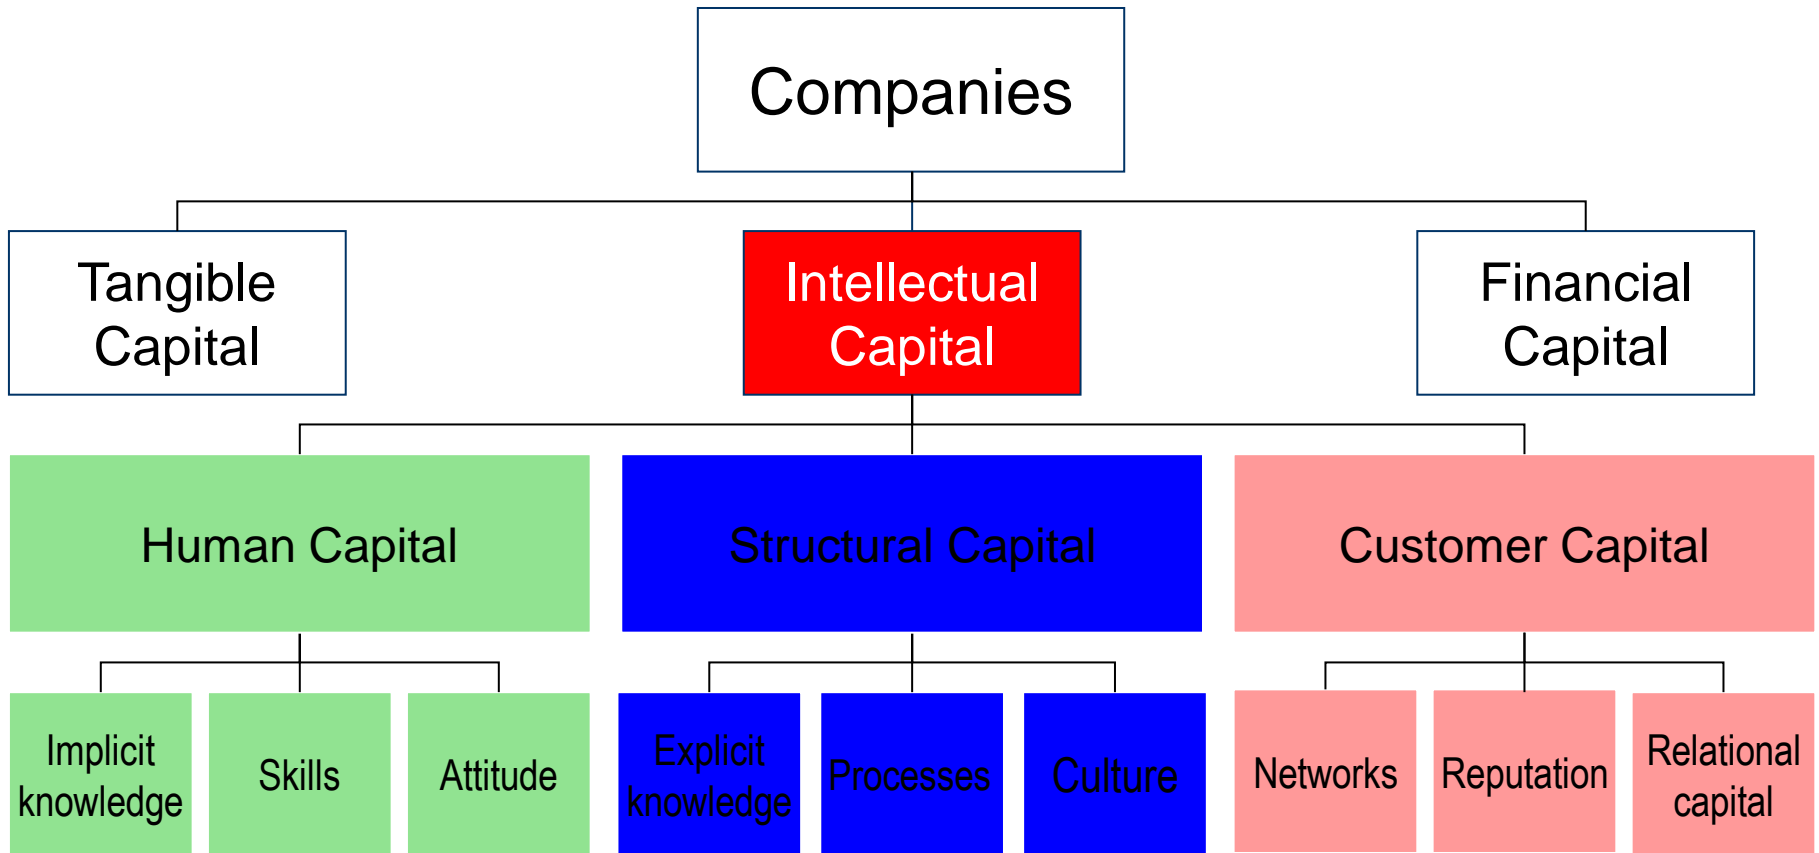 Companies
Tangible
Capital
Intellectual
Capital
Financial
Capital
Human Capital
Structural Capital
Customer Capital
Implicit
knowledge
Skills
Attitude
Explicit
knowledge
Processes
Culture
Networks
Reputation
Relational
capital